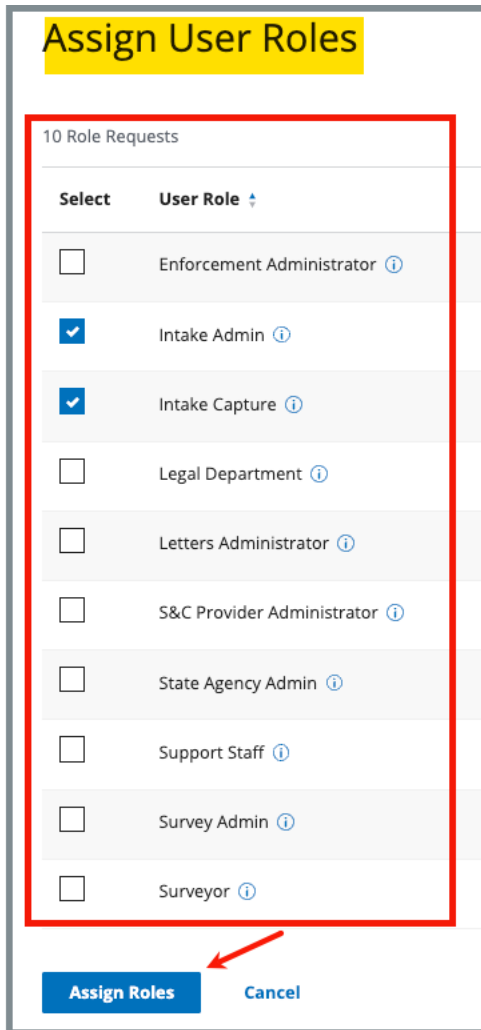 Assign User Roles
10 Role Requests
Select User Role
Enforcement Administrator
Intake Admin
Intake Capture
Legal Department
Letters Administrator
S&C Provider Administrator
State Agency Admin
Support Staff
Survey Admin
Surveyor
Assign Roles Cancel